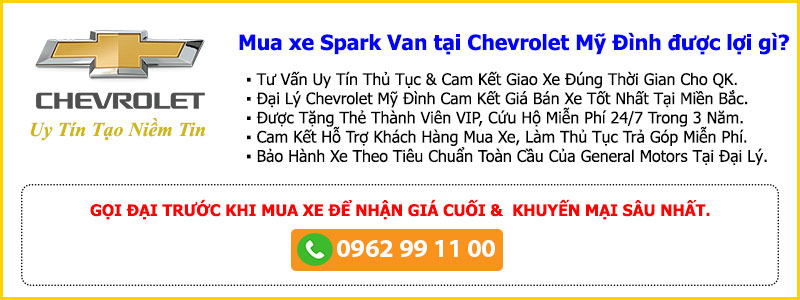 Mua xe Spark Van tại Chevrolet Mỹ Đình được lợi gì?
CHEVROLET
Uy Tín Tạo Niềm Tin
▪ Tư Vấn Uy Tín Thủ Tục & Cam Kết Giao Xe Đúng Thời Gian Cho QK.
▪ Đại Lý Chevrolet Mỹ Đình Cam Kết Giá Bán Xe Tốt Nhất Tại Miền Bắc.
▪ Được Tặng Thẻ Thành Viên VIP, Cứu Hộ Miễn Phí 24/7 Trong 3 Năm.
▪ Cam Kết Hỗ Trợ Khách Hàng Mua Xe, Làm Thủ Tục Trả Góp Miễn Phí.
▪ Bảo Hành Xe Theo Tiêu Chuẩn Toàn Cầu Của General Motors Tại Đại Lý.
GỌI ĐẠI TRƯỚC KHI MUA XE ĐỂ NHẬN GIÁ CUỐI & KHUYẾN MẠI SÂU NHẤT.
0962 99 11 00